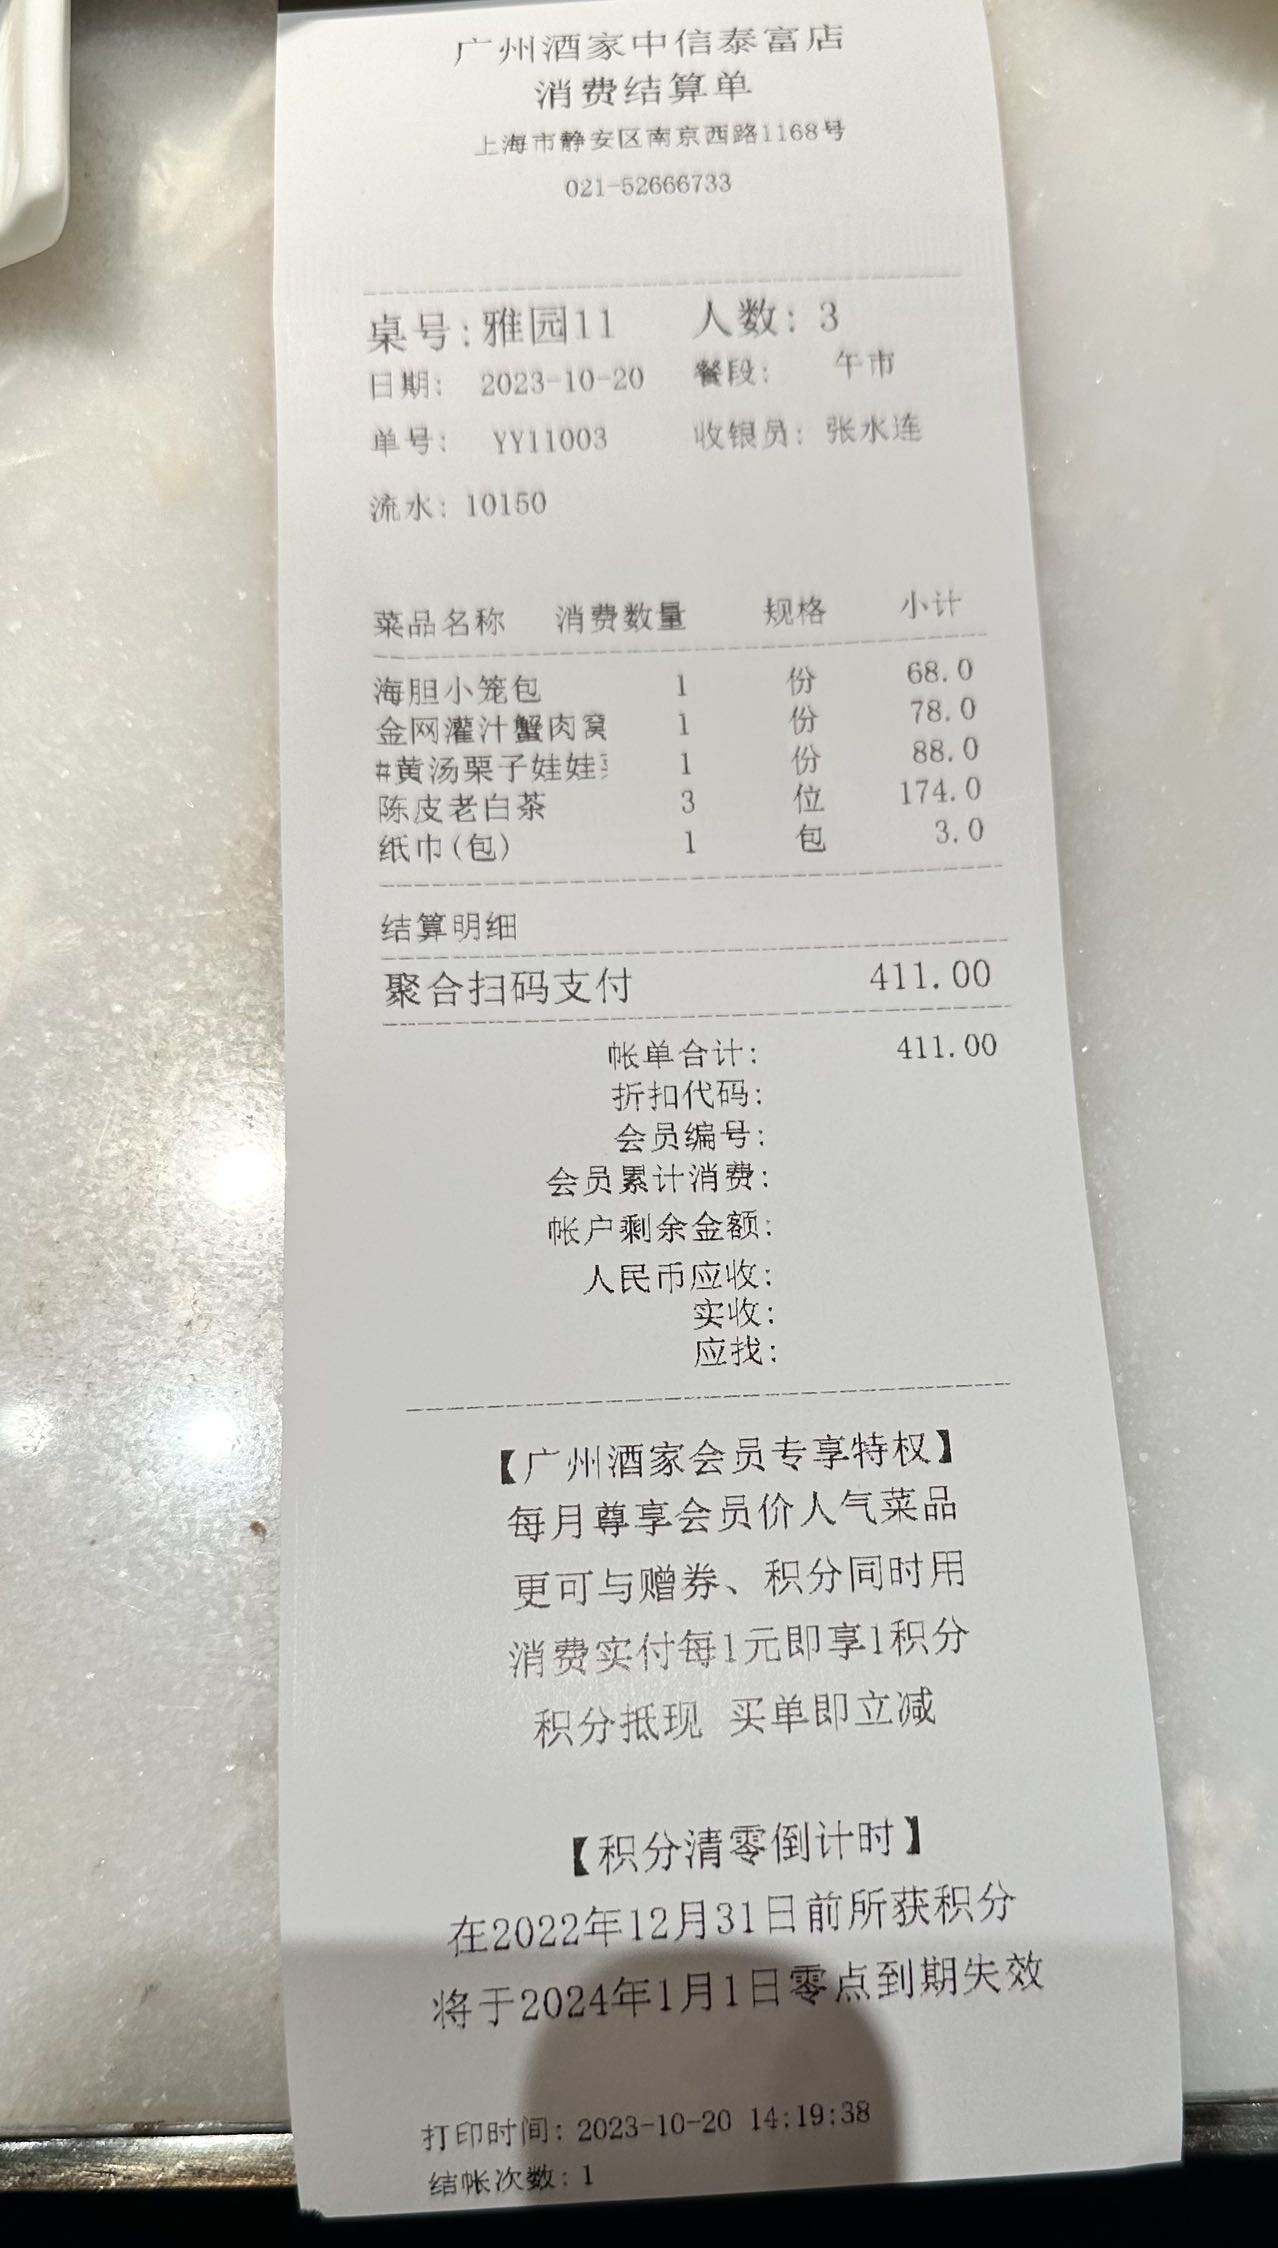 广州酒家中信泰富店
消费结算单
上海市静安区南京西路1168号
021-52666733
桌号:雅园11 人数: 3
日期: 2023-10-20 餐段: 午市
单号: YY11003 收银员: 张水连
流水: 10150
菜品名称 消费数量 规格 小计
海胆小笼包 1 份 68.0
金网灌汁蟹肉窝 1 份 78.0
#黄汤栗子娃娃 1 份 88.0
陈皮老白茶 3 位 174.0
纸巾(包) 1 包 3.0
结算明细
聚合扫码支付 411.00
帐单合计: 411.00
折扣代码:
会员编号:
会员累计消费:
帐户剩余金额:
人民币应收:
实收:
应找:
【广州酒家会员专享特权】
每月尊享会员价人气菜品
更可与赠券、积分同时用
消费实付每1元即享1积分
积分抵现 买单即立减
【积分清零倒计时】
在2022年12月31日前所获积分
将于2024年1月1日零点到期失效
打印时间: 2023-10-20 14:19:38
结帐次数: 1